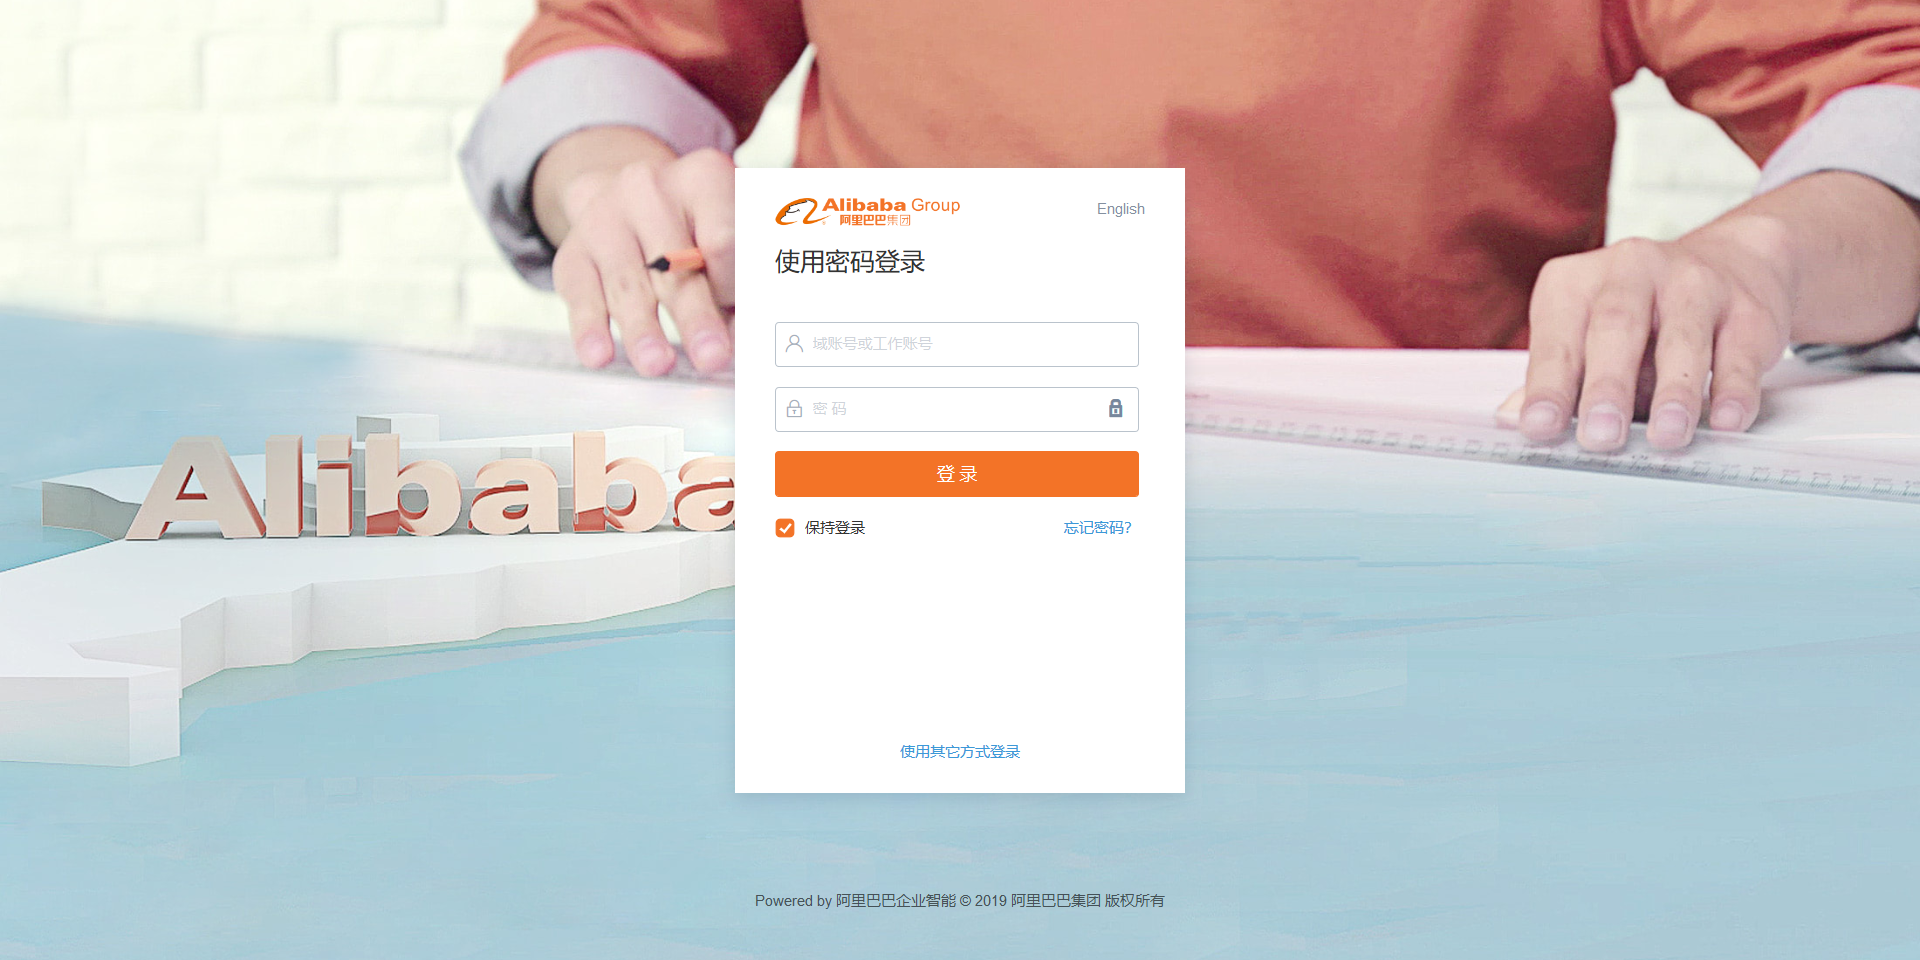 Alibaba Group
阿里巴巴集团
English
使用密码登录
域账号或工作账号
密 码
登 录
保持登录
忘记密码?
Alibaba
使用其它方式登录
Powered by 阿里巴巴企业智能 © 2019 阿里巴巴集团 版权所有